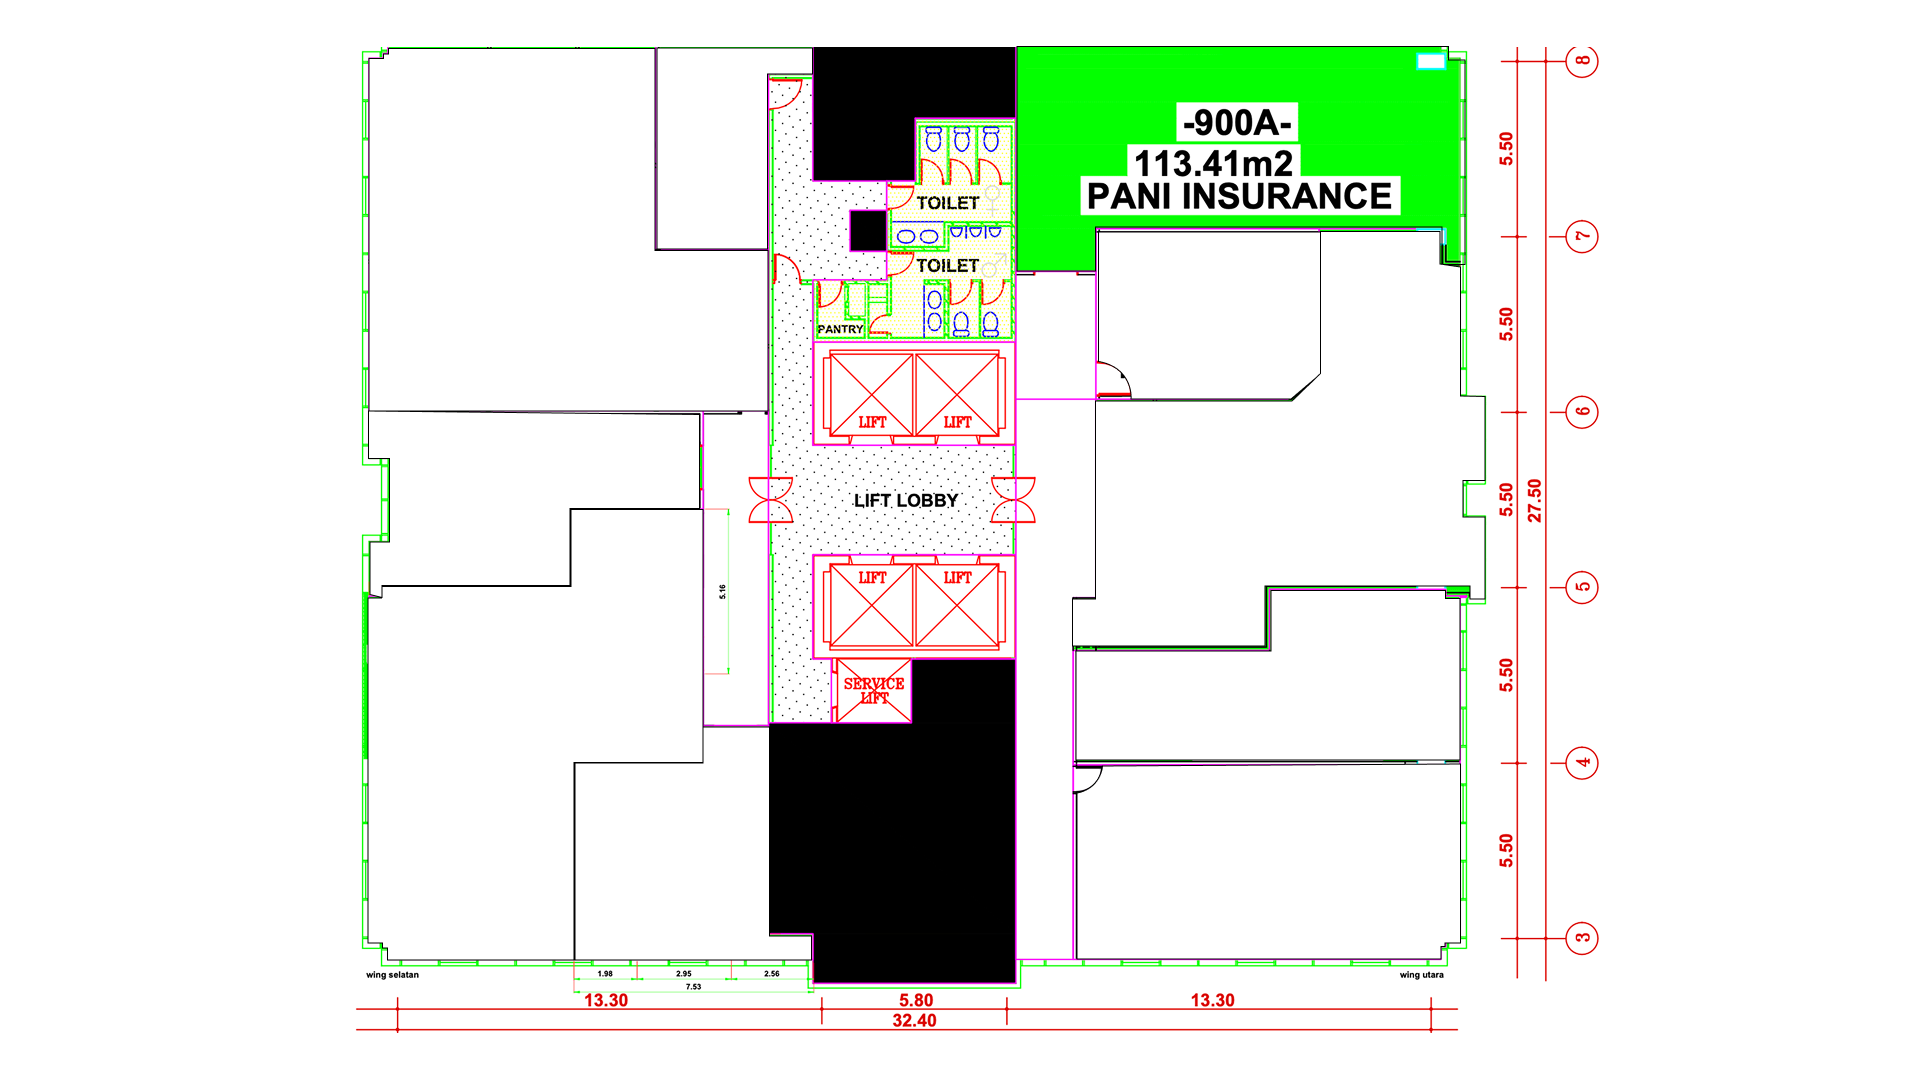 8
-900A-
113.41m2
PANI INSURANCE
5.50
TOILET
7
TOILET
PANTRY
5.50
LIFT
LIFT
6
LIFT LOBBY
5.50
27.50
LIFT
LIFT
5
5.16
SERVICE
LIFT
5.50
4
5.50
3
wing selatan
1.98
2.95
2.56
wing utara
7.53
13.30
5.80
13.30
32.40